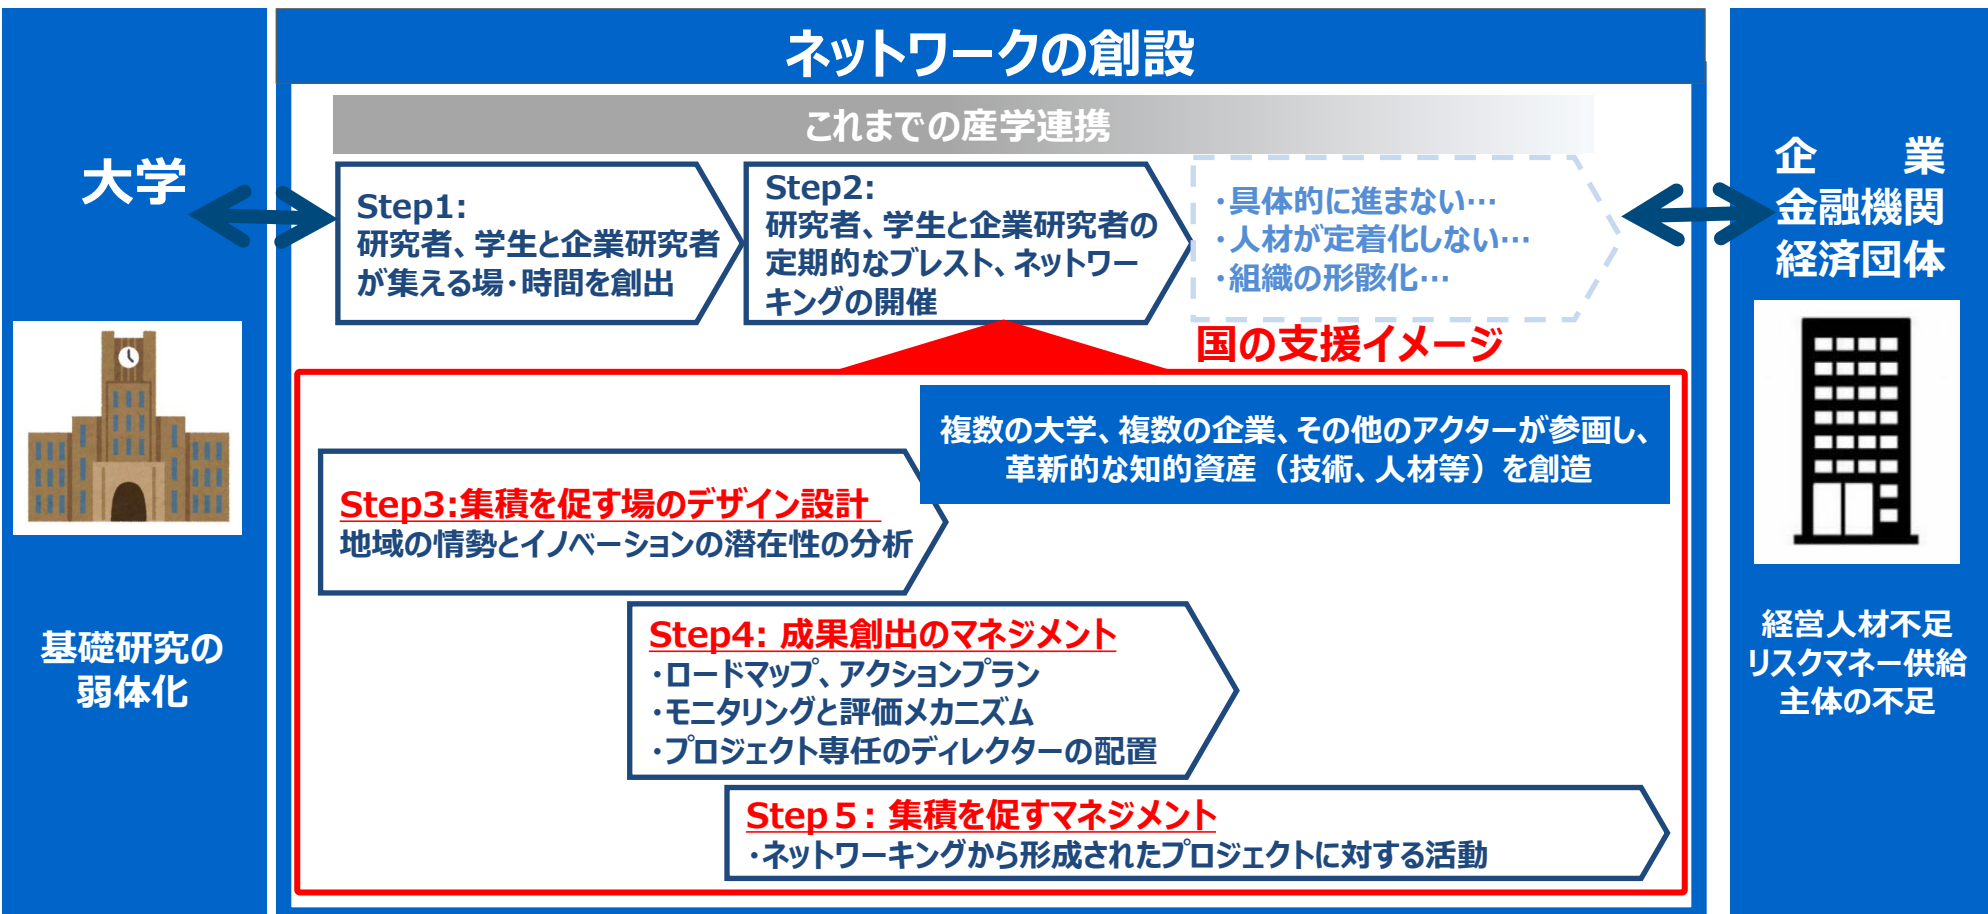 ネットワークの創設
これまでの産学連携
大学
基礎研究の
弱体化
Step1:
研究者、学生と企業研究者
が集える場・時間を創出
Step2:
研究者、学生と企業研究者の
定期的なブレスト、ネットワー
キングの開催
・具体的に進まない…
・人材が定着化しない…
・組織の形骸化…
国の支援イメージ
複数の大学、複数の企業、その他のアクターが参画し、
革新的な知的資産（技術、人材等）を創造
Step3:集積を促す場のデザイン設計
地域の情勢とイノベーションの潜在性の分析
Step4: 成果創出のマネジメント
・ロードマップ、アクションプラン
・モニタリングと評価メカニズム
・プロジェクト専任のディレクターの配置
Step５: 集積を促すマネジメント
・ネットワーキングから形成されたプロジェクトに対する活動
企　業
金融機関
経済団体
経営人材不足
リスクマネー供給
主体の不足